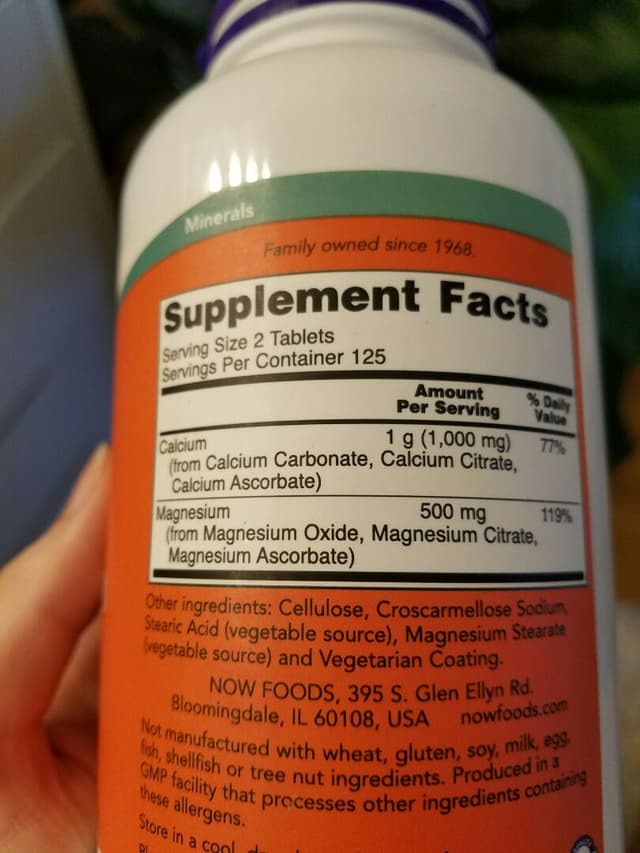 Minerals
Family owned since 1968.
Supplement Facts
Serving Size 2 Tablets
Servings Per Container 125
Amount Per Serving
% Daily Value
Calcium 1 g (1,000 mg) 77%
(from Calcium Carbonate, Calcium Citrate,
Calcium Ascorbate)
Magnesium 500 mg 119%
(from Magnesium Oxide, Magnesium Citrate,
Magnesium Ascorbate)
Other ingredients: Cellulose, Croscarmellose Sodium,
Stearic Acid (vegetable source), Magnesium Stearate
(vegetable source) and Vegetarian Coating.
NOW FOODS, 395 S. Glen Ellyn Rd.
Bloomingdale, IL 60108, USA nowfoods.com
Not manufactured with wheat, gluten, soy, milk, egg,
fish, shellfish or tree nut ingredients. Produced in a
GMP facility that processes other ingredients containing
these allergens.
Store in a cool,